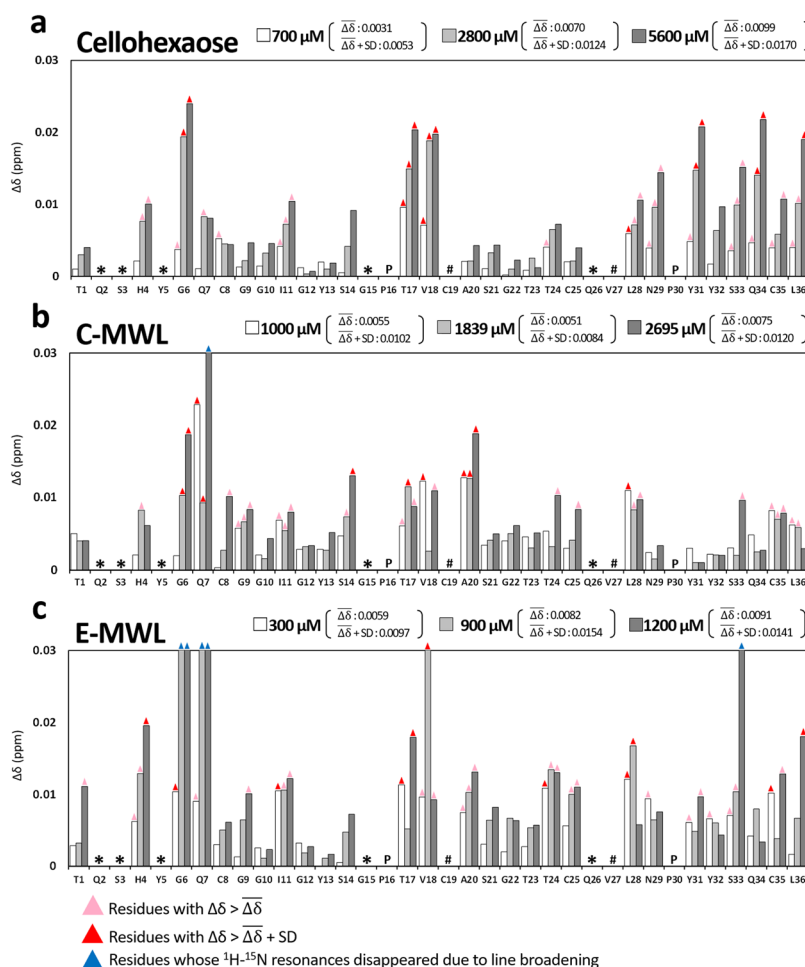 a Cellohexaose 700 μM ( Δδ̅ : 0.0031 Δδ̅ + SD : 0.0053 ) 2800 μM ( Δδ̅ : 0.0070 Δδ̅ + SD : 0.0124 ) 5600 μM ( Δδ̅ : 0.0099 Δδ̅ + SD : 0.0170 )
0.03
0.02
0.01
0
Δδ (ppm)
* * * * P # * # P
T1 Q2 S3 H4 Y5 G6 Q7 C8 G9 G10 I11 G12 Y13 S14 G15 P16 T17 V18 C19 A20 S21 G22 T23 T24 C25 Q26 V27 L28 N29 P30 Y31 Y32 S33 Q34 C35 L36
b C-MWL 1000 μM ( Δδ̅ : 0.0055 Δδ̅ + SD : 0.0102 ) 1839 μM ( Δδ̅ : 0.0051 Δδ̅ + SD : 0.0084 ) 2695 μM ( Δδ̅ : 0.0075 Δδ̅ + SD : 0.0120 )
0.03
0.02
0.01
0
Δδ (ppm)
* * * * P # * # P
T1 Q2 S3 H4 Y5 G6 Q7 C8 G9 G10 I11 G12 Y13 S14 G15 P16 T17 V18 C19 A20 S21 G22 T23 T24 C25 Q26 V27 L28 N29 P30 Y31 Y32 S33 Q34 C35 L36
c E-MWL 300 μM ( Δδ̅ : 0.0059 Δδ̅ + SD : 0.0097 ) 900 μM ( Δδ̅ : 0.0082 Δδ̅ + SD : 0.0154 ) 1200 μM ( Δδ̅ : 0.0091 Δδ̅ + SD : 0.0141 )
0.03
0.02
0.01
0
Δδ (ppm)
* * * * P # * # P
T1 Q2 S3 H4 Y5 G6 Q7 C8 G9 G10 I11 G12 Y13 S14 G15 P16 T17 V18 C19 A20 S21 G22 T23 T24 C25 Q26 V27 L28 N29 P30 Y31 Y32 S33 Q34 C35 L36
Residues with Δδ > Δδ̅
Residues with Δδ > Δδ̅ + SD
Residues whose ¹H-¹⁵N resonances disappeared due to line broadening